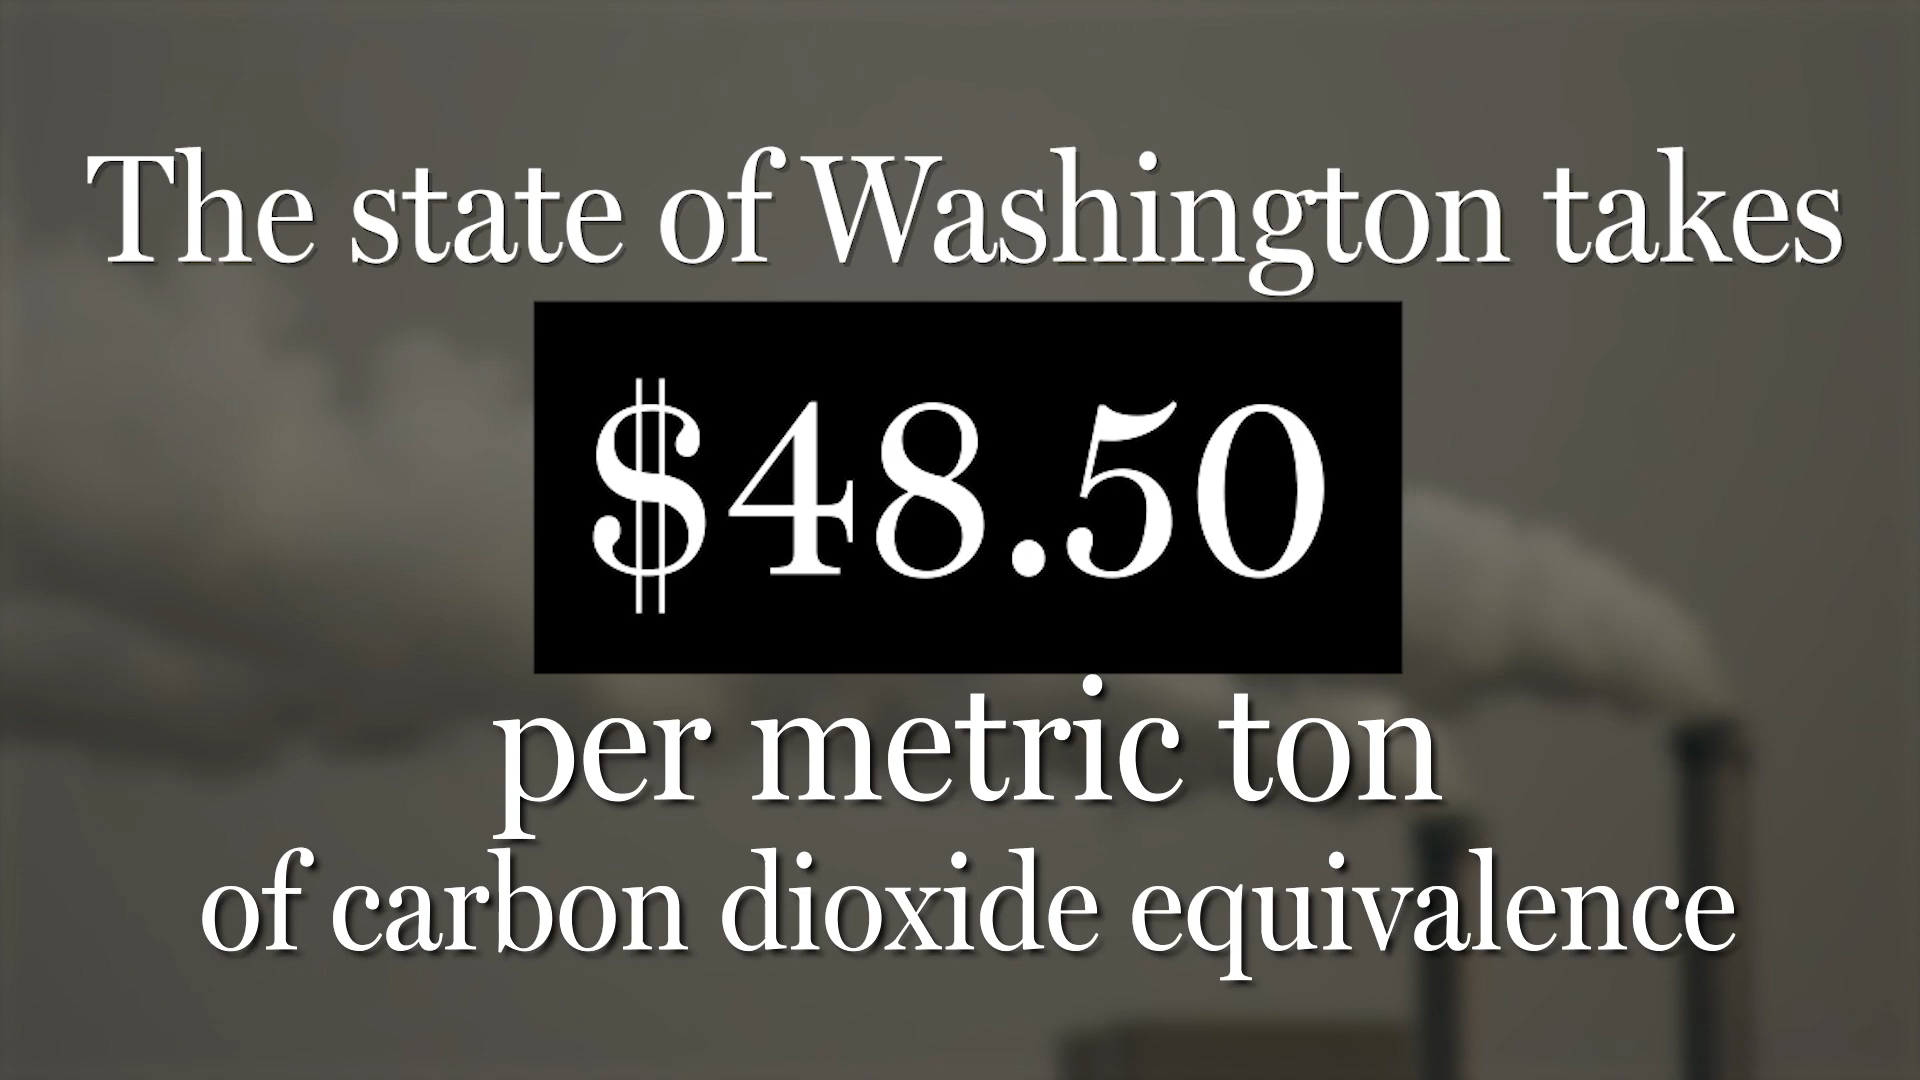 The state of Washington takes
$48.50
per metric ton
of carbon dioxide equivalence